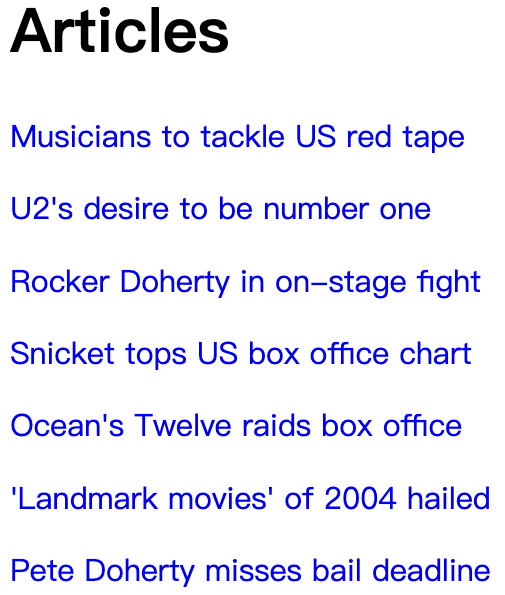 Articles
Musicians to tackle US red tape
U2's desire to be number one
Rocker Doherty in on-stage fight
Snicket tops US box office chart
Ocean's Twelve raids box office
'Landmark movies' of 2004 hailed
Pete Doherty misses bail deadline